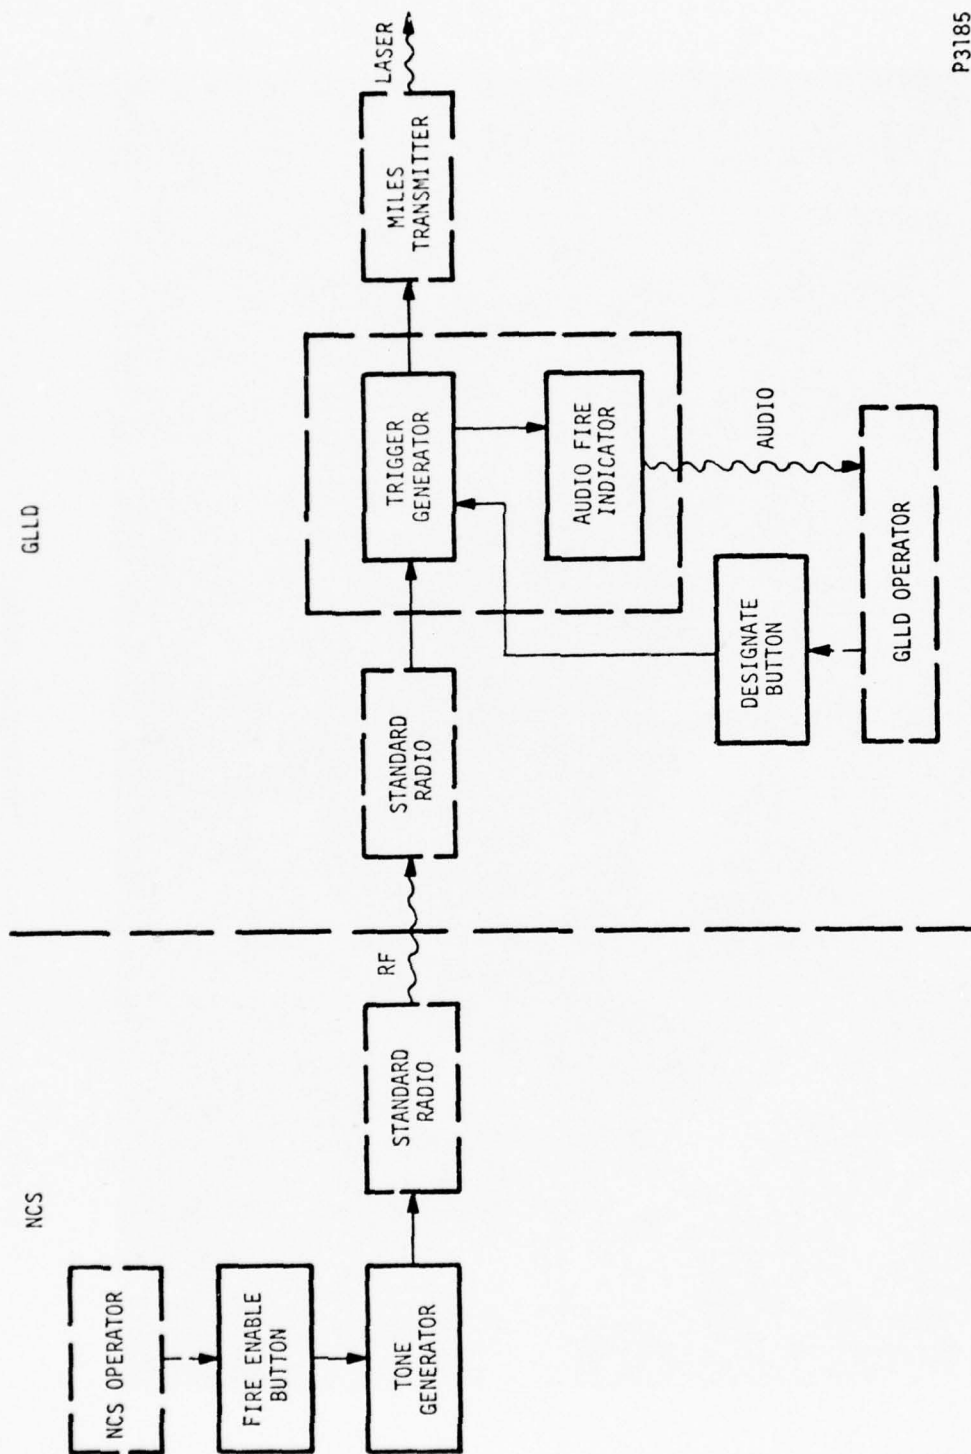 NCS
GLLD
NCS OPERATOR
FIRE ENABLE
BUTTON
TONE
GENERATOR
STANDARD
RADIO
RF
STANDARD
RADIO
TRIGGER
GENERATOR
AUDIO FIRE
INDICATOR
MILES
TRANSMITTER
LASER
AUDIO
DESIGNATE
BUTTON
GLLD OPERATOR
P3185